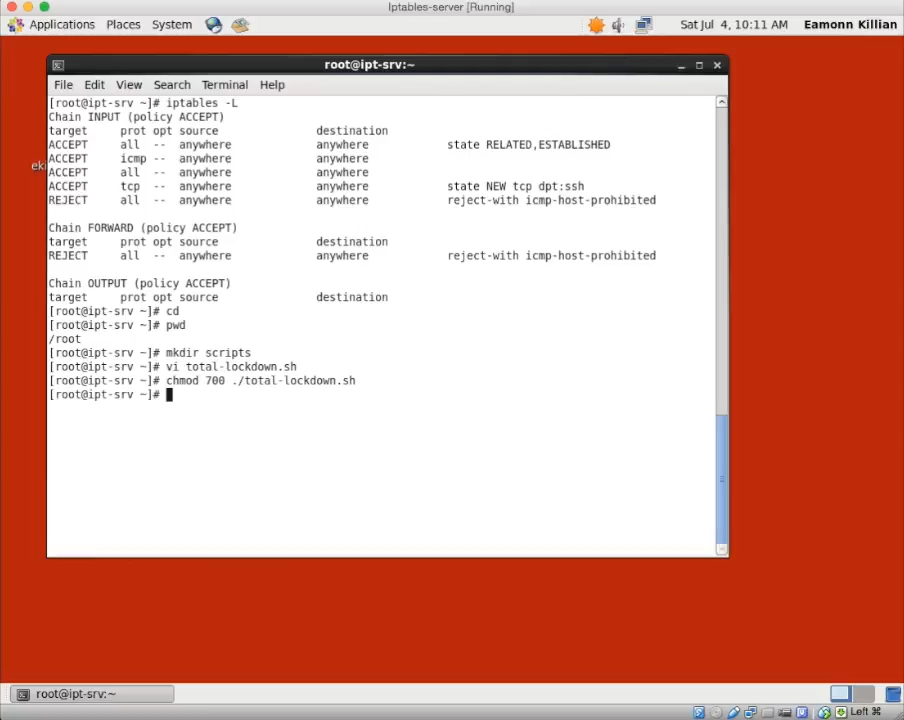 Iptables-server [Running]
Applications Places System Sat Jul 4, 10:11 AM Eamonn Killian
root@ipt-srv:~
File Edit View Search Terminal Help
[root@ipt-srv ~]# iptables -L
Chain INPUT (policy ACCEPT)
target prot opt source destination
ACCEPT all -- anywhere anywhere state RELATED,ESTABLISHED
ACCEPT icmp -- anywhere anywhere
ACCEPT all -- anywhere anywhere
ACCEPT tcp -- anywhere anywhere state NEW tcp dpt:ssh
REJECT all -- anywhere anywhere reject-with icmp-host-prohibited
Chain FORWARD (policy ACCEPT)
target prot opt source destination
REJECT all -- anywhere anywhere reject-with icmp-host-prohibited
Chain OUTPUT (policy ACCEPT)
target prot opt source destination
[root@ipt-srv ~]# cd
[root@ipt-srv ~]# pwd
/root
[root@ipt-srv ~]# mkdir scripts
[root@ipt-srv ~]# vi total-lockdown.sh
[root@ipt-srv ~]# chmod 700 ./total-lockdown.sh
[root@ipt-srv ~]#
root@ipt-srv:~
Left ⌘